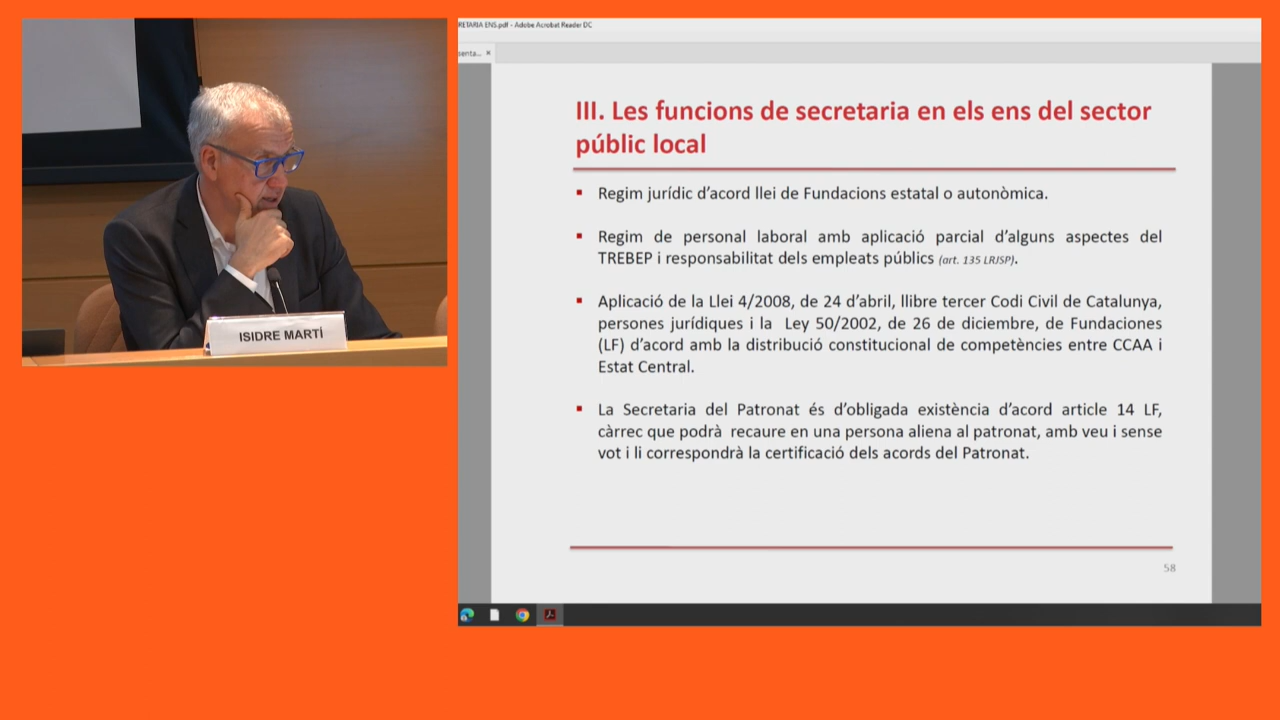 RETARIA ENS.pdf - Adobe Acrobat Reader DC
senta... ×
III. Les funcions de secretaria en els ens del sector
públic local
Regim jurídic d'acord llei de Fundacions estatal o autonòmica.
Regim de personal laboral amb aplicació parcial d'alguns aspectes del
TREBEP i responsabilitat dels empleats públics (art. 135 LRJSP).
Aplicació de la Llei 4/2008, de 24 d'abril, llibre tercer Codi Civil de Catalunya,
persones jurídiques i la Ley 50/2002, de 26 de diciembre, de Fundaciones
(LF) d'acord amb la distribució constitucional de competències entre CCAA i
Estat Central.
La Secretaria del Patronat és d'obligada existència d'acord article 14 LF,
càrrec que podrà recaure en una persona aliena al patronat, amb veu i sense
vot i li correspondrà la certificació dels acords del Patronat.
58
ISIDRE MARTÍ